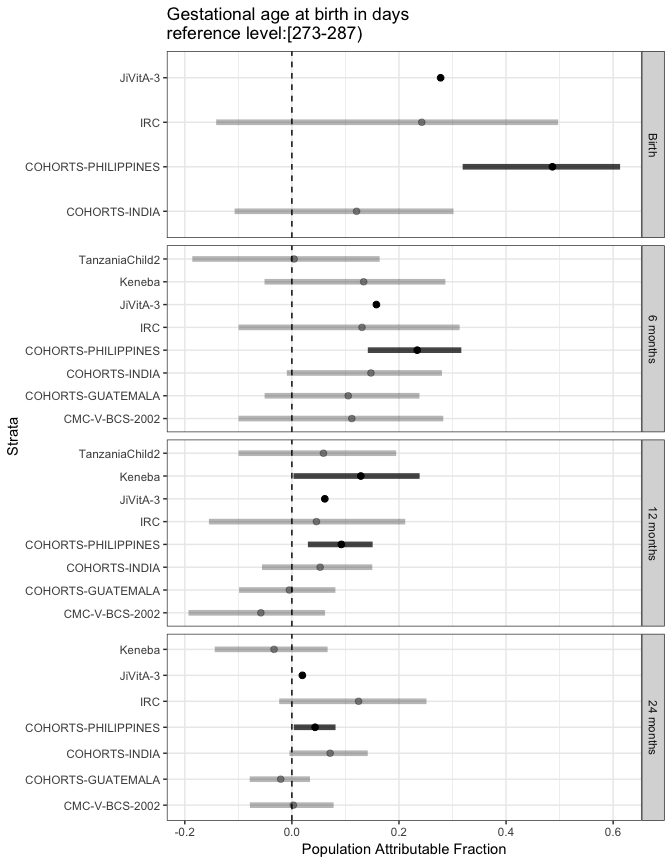 Gestational age at birth in days
reference level:[273-287)
Strata
JiVitA-3
IRC
COHORTS-PHILIPPINES
COHORTS-INDIA
Birth
TanzaniaChild2
Keneba
JiVitA-3
IRC
COHORTS-PHILIPPINES
COHORTS-INDIA
COHORTS-GUATEMALA
CMC-V-BCS-2002
6 months
TanzaniaChild2
Keneba
JiVitA-3
IRC
COHORTS-PHILIPPINES
COHORTS-INDIA
COHORTS-GUATEMALA
CMC-V-BCS-2002
12 months
Keneba
JiVitA-3
IRC
COHORTS-PHILIPPINES
COHORTS-INDIA
COHORTS-GUATEMALA
CMC-V-BCS-2002
24 months
-0.2 0.0 0.2 0.4 0.6
Population Attributable Fraction